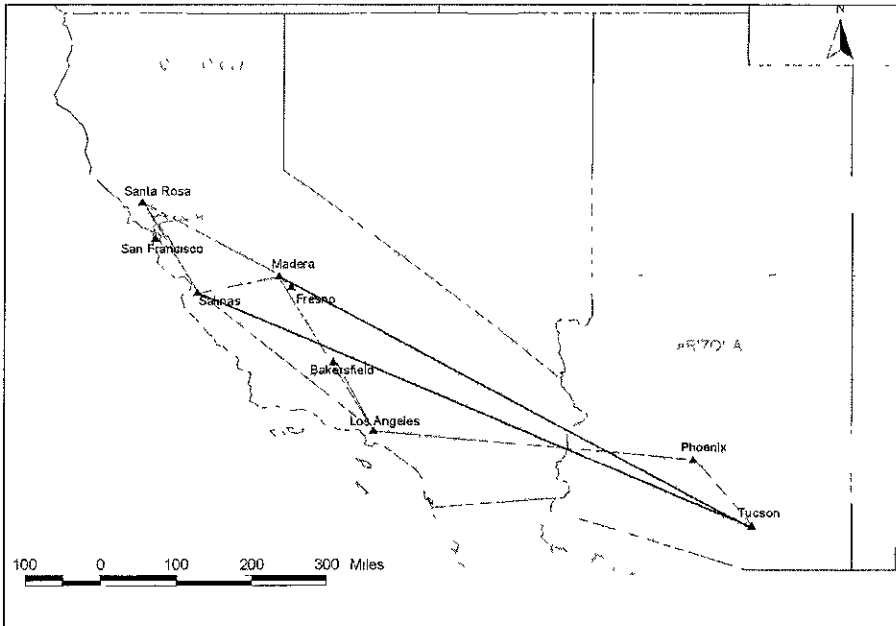 N
Santa Rosa
San Francisco
Madera
Salinas
Fresno
Bakersfield
Los Angeles
Phoenix
Tucson
100 0 100 200 300 Miles